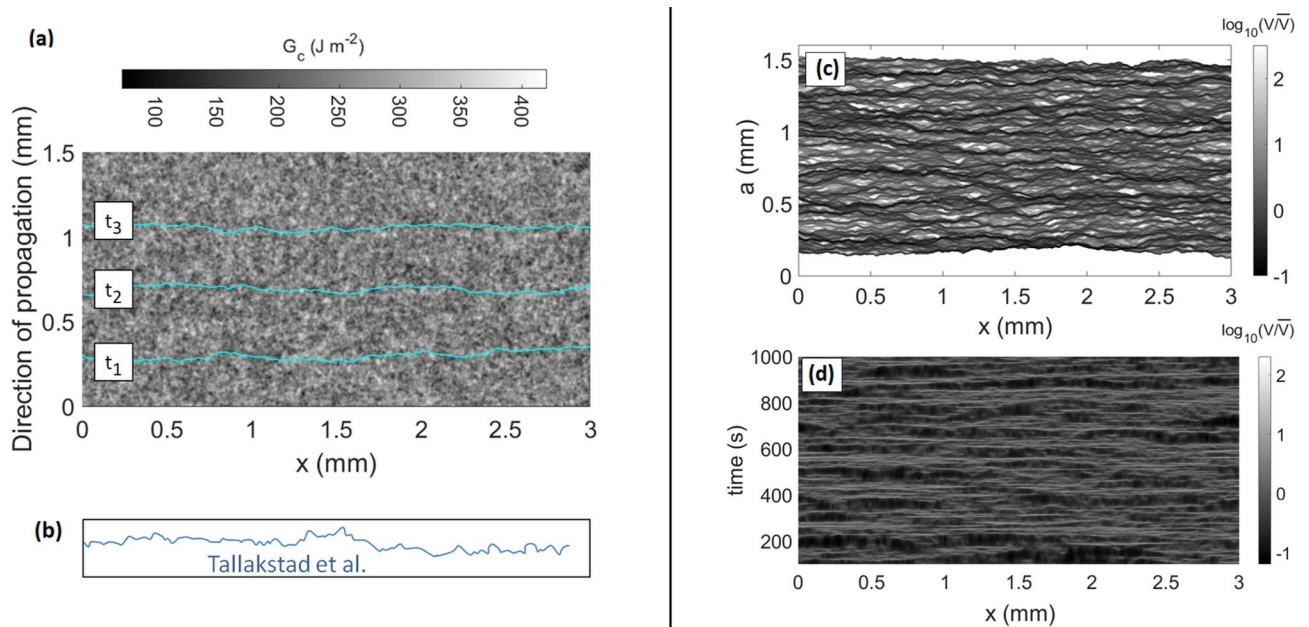 (a)
G_c (J m^-2)
100 150 200 250 300 350 400
Direction of propagation (mm)
1.5
1
0.5
0
t_3
t_2
t_1
0 0.5 1 1.5 2 2.5 3
x (mm)
(b)
Tallakstad et al.
(c)
log_10(V/V̅)
a (mm)
1.5
1
0.5
0
0 0.5 1 1.5 2 2.5 3
x (mm)
2
1
0
-1
(d)
log_10(V/V̅)
time (s)
1000
800
600
400
200
0 0.5 1 1.5 2 2.5 3
x (mm)
2
1
0
-1